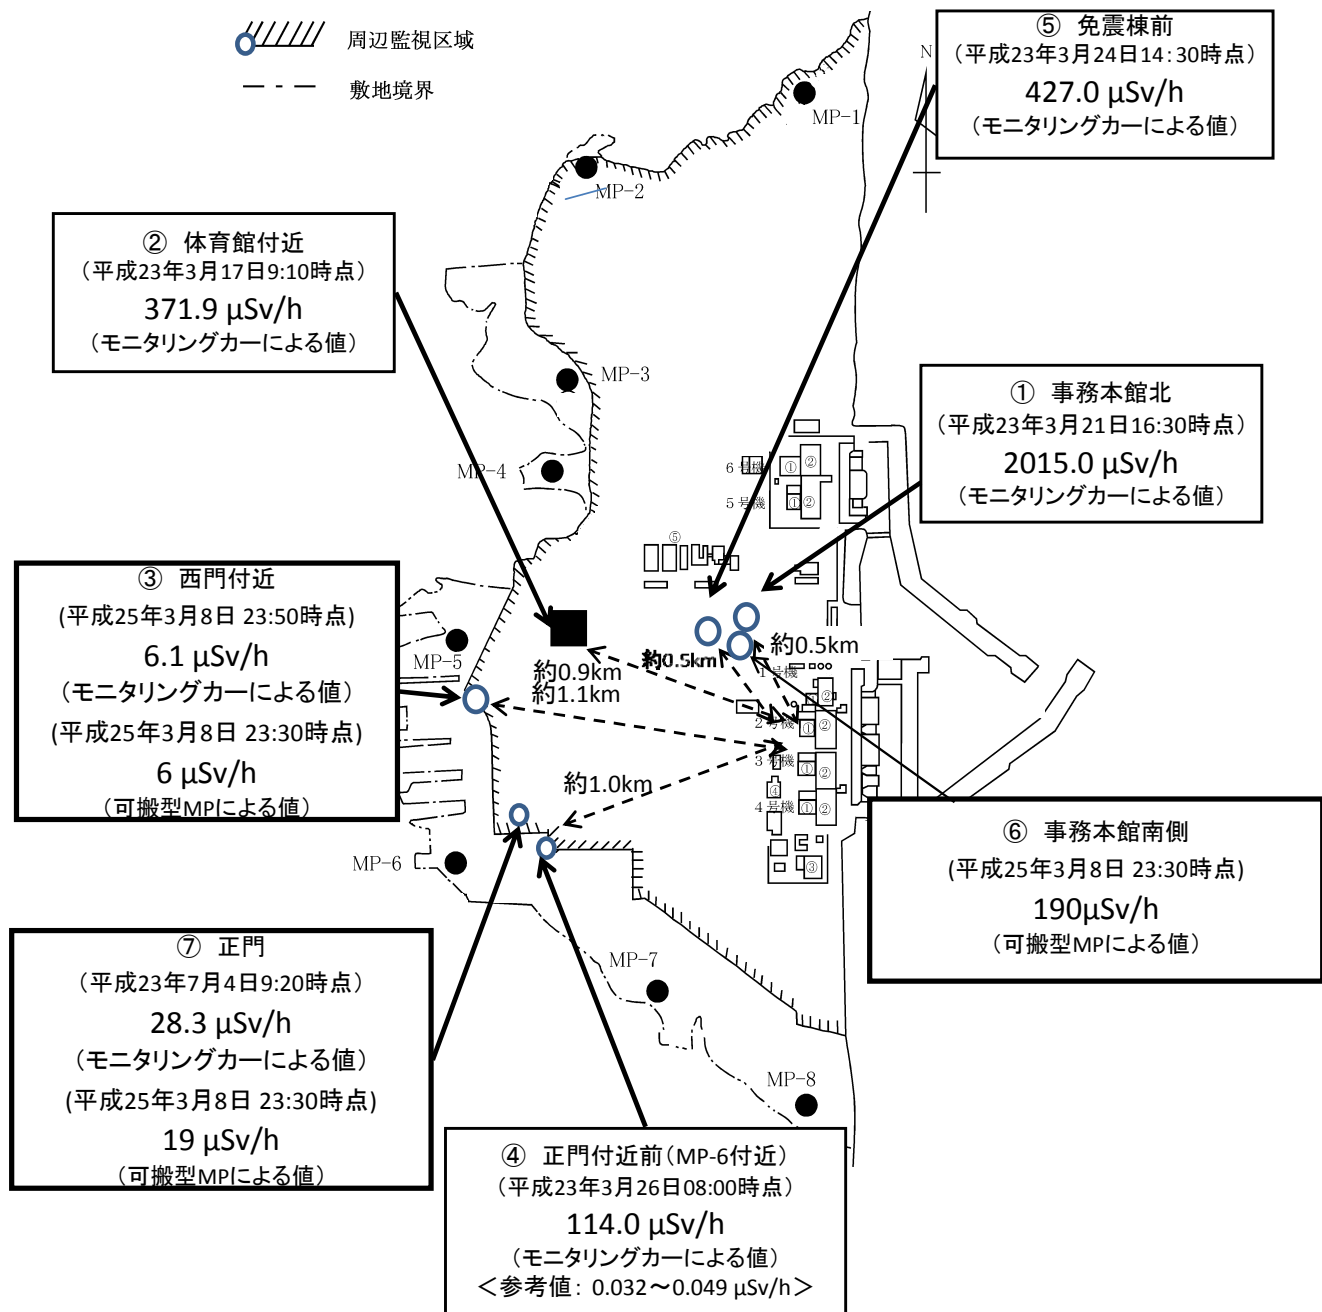 周辺監視区域
敷地境界
⑤ 免震棟前
(平成23年3月24日14:30時点)
427.0 μSv/h
(モニタリングカーによる値)
N
MP-1
MP-2
② 体育館付近
(平成23年3月17日9:10時点)
371.9 μSv/h
(モニタリングカーによる値)
MP-3
① 事務本館北
(平成23年3月21日16:30時点)
2015.0 μSv/h
(モニタリングカーによる値)
MP-4
6号機
① ②
5号機
① ②
⑤
③ 西門付近
(平成25年3月8日 23:50時点)
6.1 μSv/h
(モニタリングカーによる値)
(平成25年3月8日 23:30時点)
6 μSv/h
(可搬型MPによる値)
MP-5
約0.9km
約1.1km
約0.5km
約0.5km
1号機
②
2号機
① ②
3号機
① ②
④
4号機
① ②
③
約1.0km
MP-6
⑥ 事務本館南側
(平成25年3月8日 23:30時点)
190μSv/h
(可搬型MPによる値)
⑦ 正門
(平成23年7月4日9:20時点)
28.3 μSv/h
(モニタリングカーによる値)
(平成25年3月8日 23:30時点)
19 μSv/h
(可搬型MPによる値)
MP-7
MP-8
④ 正門付近前(MP-6付近)
(平成23年3月26日08:00時点)
114.0 μSv/h
(モニタリングカーによる値)
<参考値: 0.032～0.049 μSv/h>